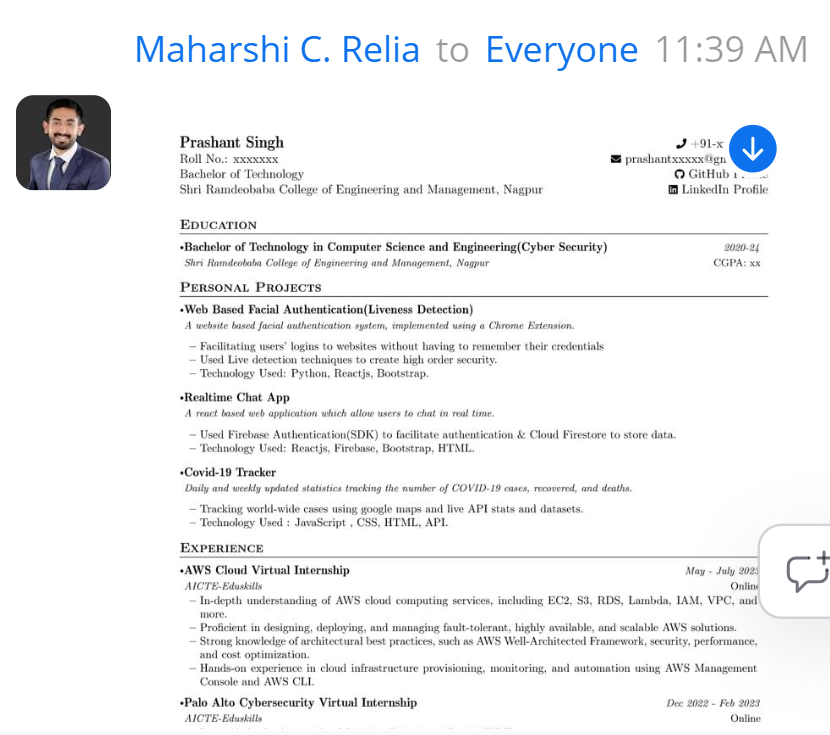 Maharshi C. Relia to Everyone 11:39 AM
Prashant Singh
Roll No.: xxxxxxx
Bachelor of Technology
Shri Ramdeobaba College of Engineering and Management, Nagpur
+91-x
prashantxxxxx@gn
GitHub
LinkedIn Profile
EDUCATION
•Bachelor of Technology in Computer Science and Engineering(Cyber Security) 2020-24
Shri Ramdeobaba College of Engineering and Management, Nagpur CGPA: xx
PERSONAL PROJECTS
•Web Based Facial Authentication(Liveness Detection)
A website based facial authentication system, implemented using a Chrome Extension.
– Facilitating users' logins to websites without having to remember their credentials
– Used Live detection techniques to create high order security.
– Technology Used: Python, Reactjs, Bootstrap.
•Realtime Chat App
A react based web application which allow users to chat in real time.
– Used Firebase Authentication(SDK) to facilitate authentication & Cloud Firestore to store data.
– Technology Used: Reactjs, Firebase, Bootstrap, HTML.
•Covid-19 Tracker
Daily and weekly updated statistics tracking the number of COVID-19 cases, recovered, and deaths.
– Tracking world-wide cases using google maps and live API stats and datasets.
– Technology Used : JavaScript , CSS, HTML, API.
EXPERIENCE
•AWS Cloud Virtual Internship May - July 2023
AICTE-Eduskills Online
– In-depth understanding of AWS cloud computing services, including EC2, S3, RDS, Lambda, IAM, VPC, and
more.
– Proficient in designing, deploying, and managing fault-tolerant, highly available, and scalable AWS solutions.
– Strong knowledge of architectural best practices, such as AWS Well-Architected Framework, security, performance,
and cost optimization.
– Hands-on experience in cloud infrastructure provisioning, monitoring, and automation using AWS Management
Console and AWS CLI.
•Palo Alto Cybersecurity Virtual Internship Dec 2022 - Feb 2023
AICTE-Eduskills Online